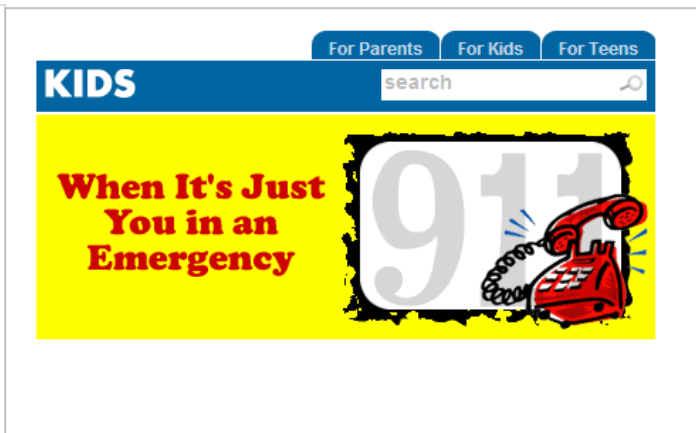 For Parents For Kids For Teens
KIDS search
911
When It's Just
You in an
Emergency